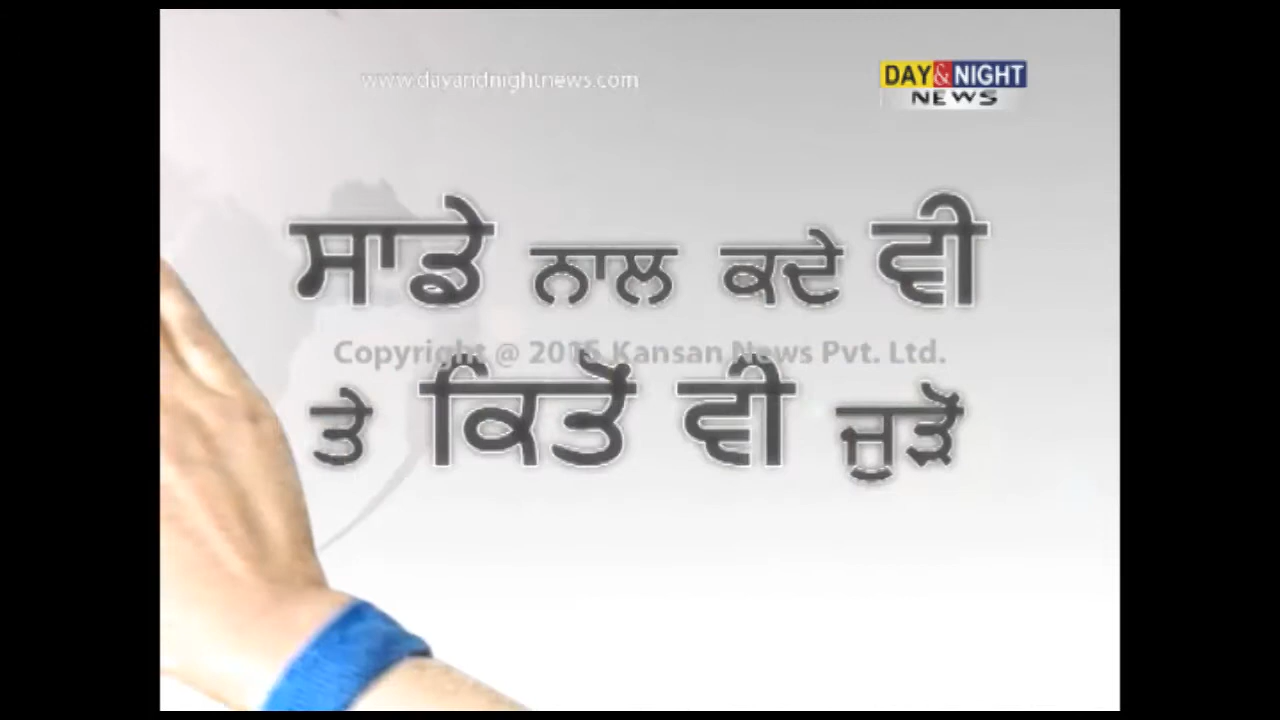 www.dayandnightnews.com
DAY & NIGHT
NEWS
ਸਾਡੇ ਨਾਲ ਕਦੇ ਵੀ
Copyright @ 2015 Kansan News Pvt. Ltd.
ਤੇ ਕਿਤੋਂ ਵੀ ਜੁੜੋਂ